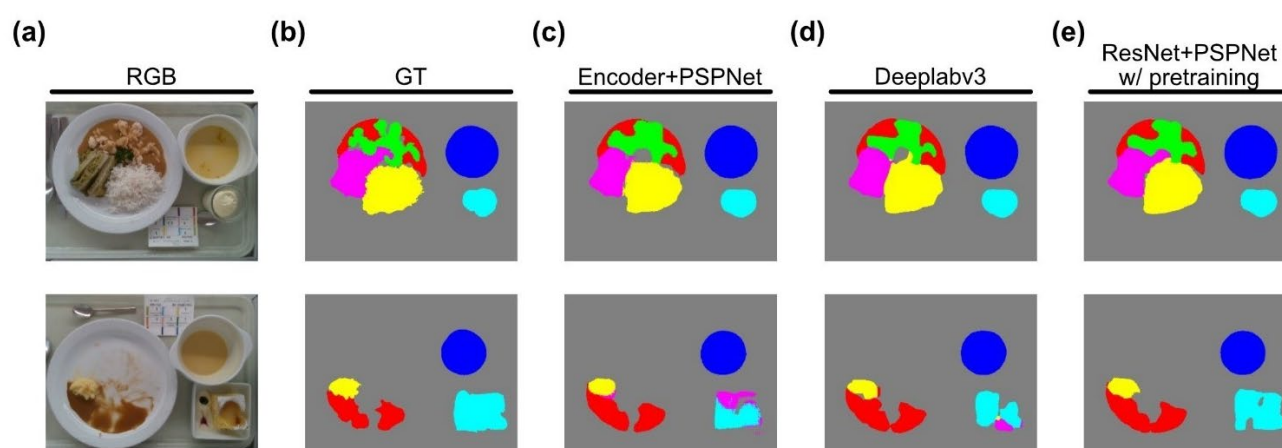 (a)
RGB
(b)
GT
(c)
Encoder+PSPNet
(d)
Deeplabv3
(e)
ResNet+PSPNet
w/ pretraining